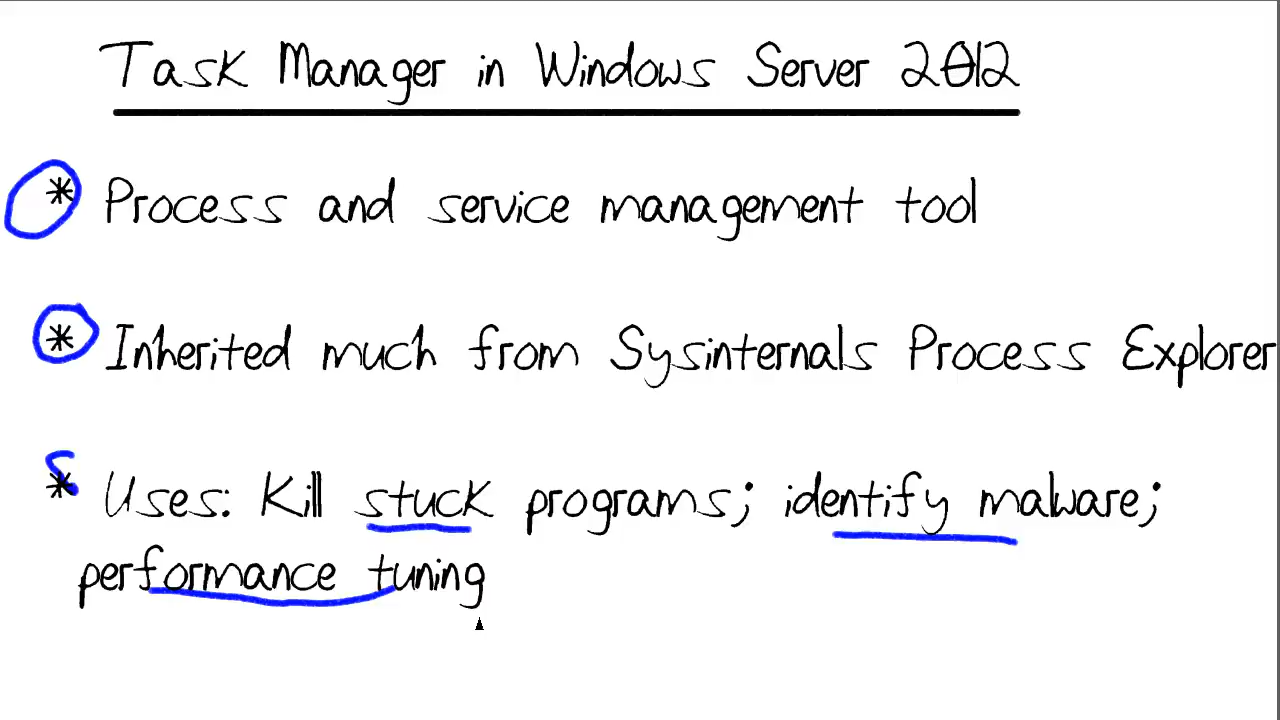 Task Manager in Windows Server 2012
* Process and service management tool
* Inherited much from Sysinternals Process Explorer
* Uses: Kill stuck programs; identify malware;
performance tuning